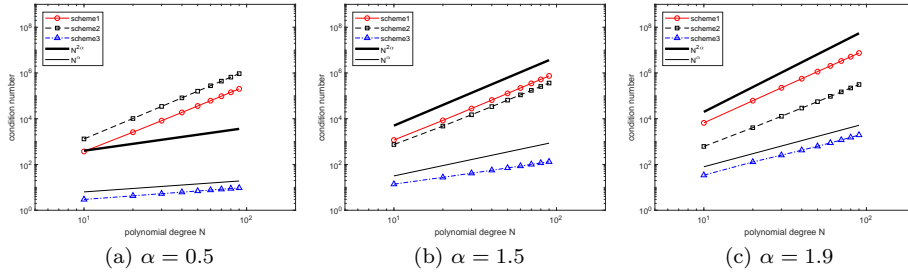 condition number
10^8
10^6
10^4
10^2
10^0
scheme1
scheme2
scheme3
N^{2α}
N^α
10^1
10^2
polynomial degree N
(a) α = 0.5
condition number
10^8
10^6
10^4
10^2
10^0
scheme1
scheme2
scheme3
N^{2α}
N^α
10^1
10^2
polynomial degree N
(b) α = 1.5
condition number
10^8
10^6
10^4
10^2
10^0
scheme1
scheme2
scheme3
N^{2α}
N^α
10^1
10^2
polynomial degree N
(c) α = 1.9